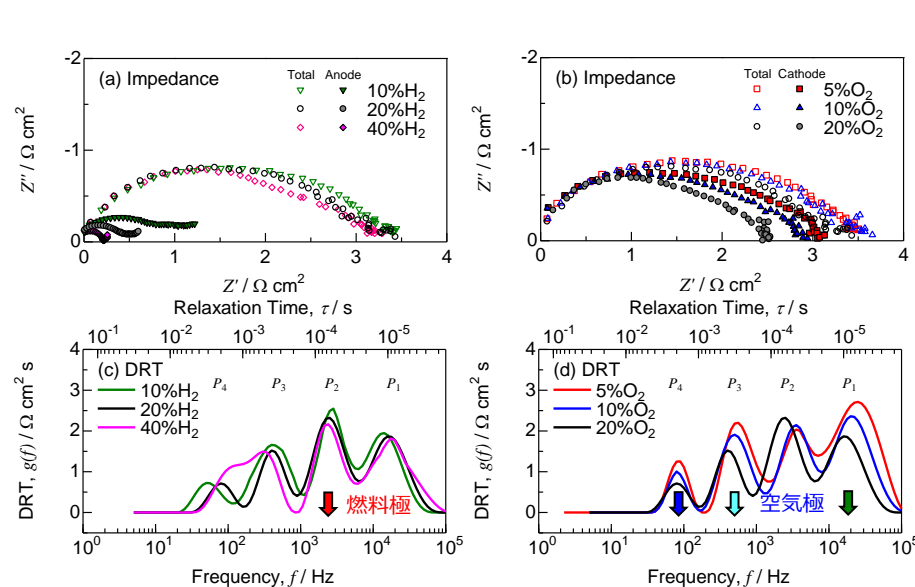 -2
-1
0
Z'' / Ω cm²
(a) Impedance
Total Anode
10%H₂
20%H₂
40%H₂
0 1 2 3 4
Z' / Ω cm²
-2
-1
0
Z'' / Ω cm²
(b) Impedance
Total Cathode
5%O₂
10%O₂
20%O₂
0 1 2 3 4
Z' / Ω cm²
Relaxation Time, τ / s
10⁻¹ 10⁻² 10⁻³ 10⁻⁴ 10⁻⁵
4
3
2
1
0
DRT, g(f) / Ω cm² s
(c) DRT
10%H₂
20%H₂
40%H₂
P₄ P₃ P₂ P₁
燃料極
10⁰ 10¹ 10² 10³ 10⁴ 10⁵
Frequency, f / Hz
Relaxation Time, τ / s
10⁻¹ 10⁻² 10⁻³ 10⁻⁴ 10⁻⁵
4
3
2
1
0
DRT, g(f) / Ω cm² s
(d) DRT
5%O₂
10%O₂
20%O₂
P₄ P₃ P₂ P₁
空気極
10⁰ 10¹ 10² 10³ 10⁴ 10⁵
Frequency, f / Hz